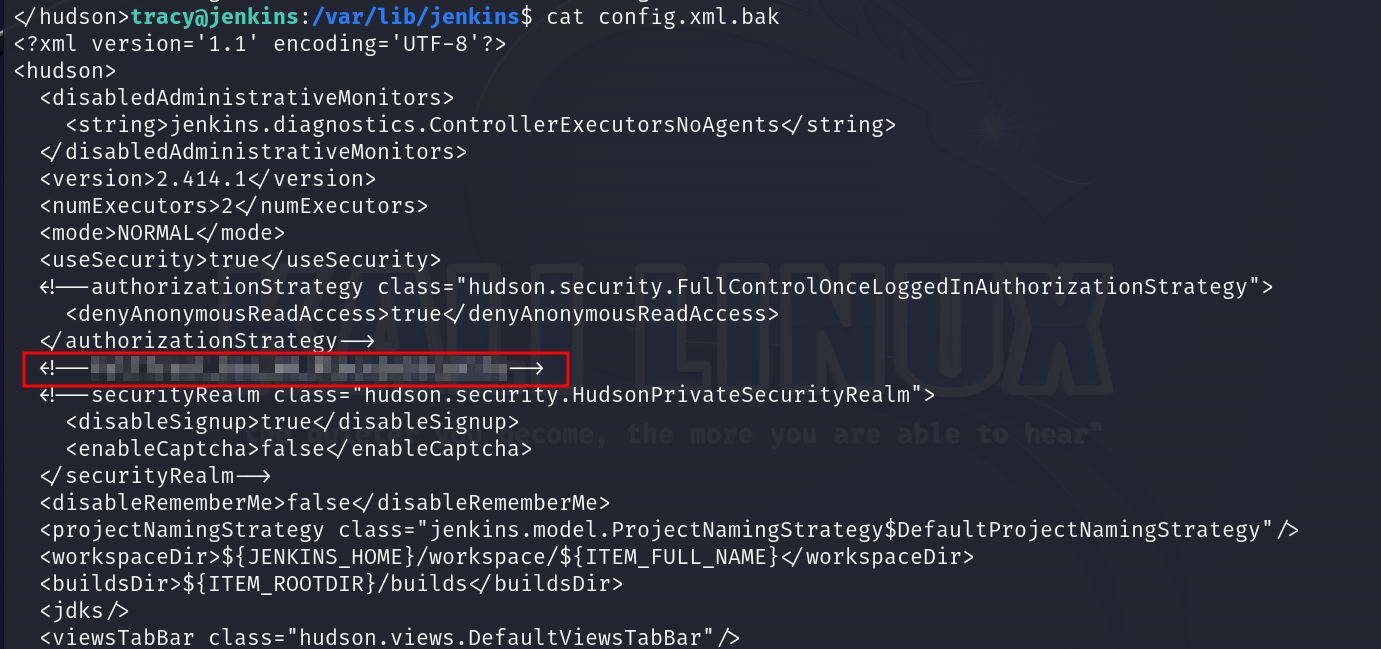 </hudson>tracy@jenkins:/var/lib/jenkins$ cat config.xml.bak
<?xml version='1.1' encoding='UTF-8'?>
<hudson>
  <disabledAdministrativeMonitors>
    <string>jenkins.diagnostics.ControllerExecutorsNoAgents</string>
  </disabledAdministrativeMonitors>
  <version>2.414.1</version>
  <numExecutors>2</numExecutors>
  <mode>NORMAL</mode>
  <useSecurity>true</useSecurity>
  <!--authorizationStrategy class="hudson.security.FullControlOnceLoggedInAuthorizationStrategy">
    <denyAnonymousReadAccess>true</denyAnonymousReadAccess>
  </authorizationStrategy-->
  <!-- -->
  <!--securityRealm class="hudson.security.HudsonPrivateSecurityRealm">
    <disableSignup>true</disableSignup>
    <enableCaptcha>false</enableCaptcha>
  </securityRealm-->
  <disableRememberMe>false</disableRememberMe>
  <projectNamingStrategy class="jenkins.model.ProjectNamingStrategy$DefaultProjectNamingStrategy"/>
  <workspaceDir>${JENKINS_HOME}/workspace/${ITEM_FULL_NAME}</workspaceDir>
  <buildsDir>${ITEM_ROOTDIR}/builds</buildsDir>
  <jdks/>
  <viewsTabBar class="hudson.views.DefaultViewsTabBar"/>
KALI LINUX
become, the more you are able to hear"